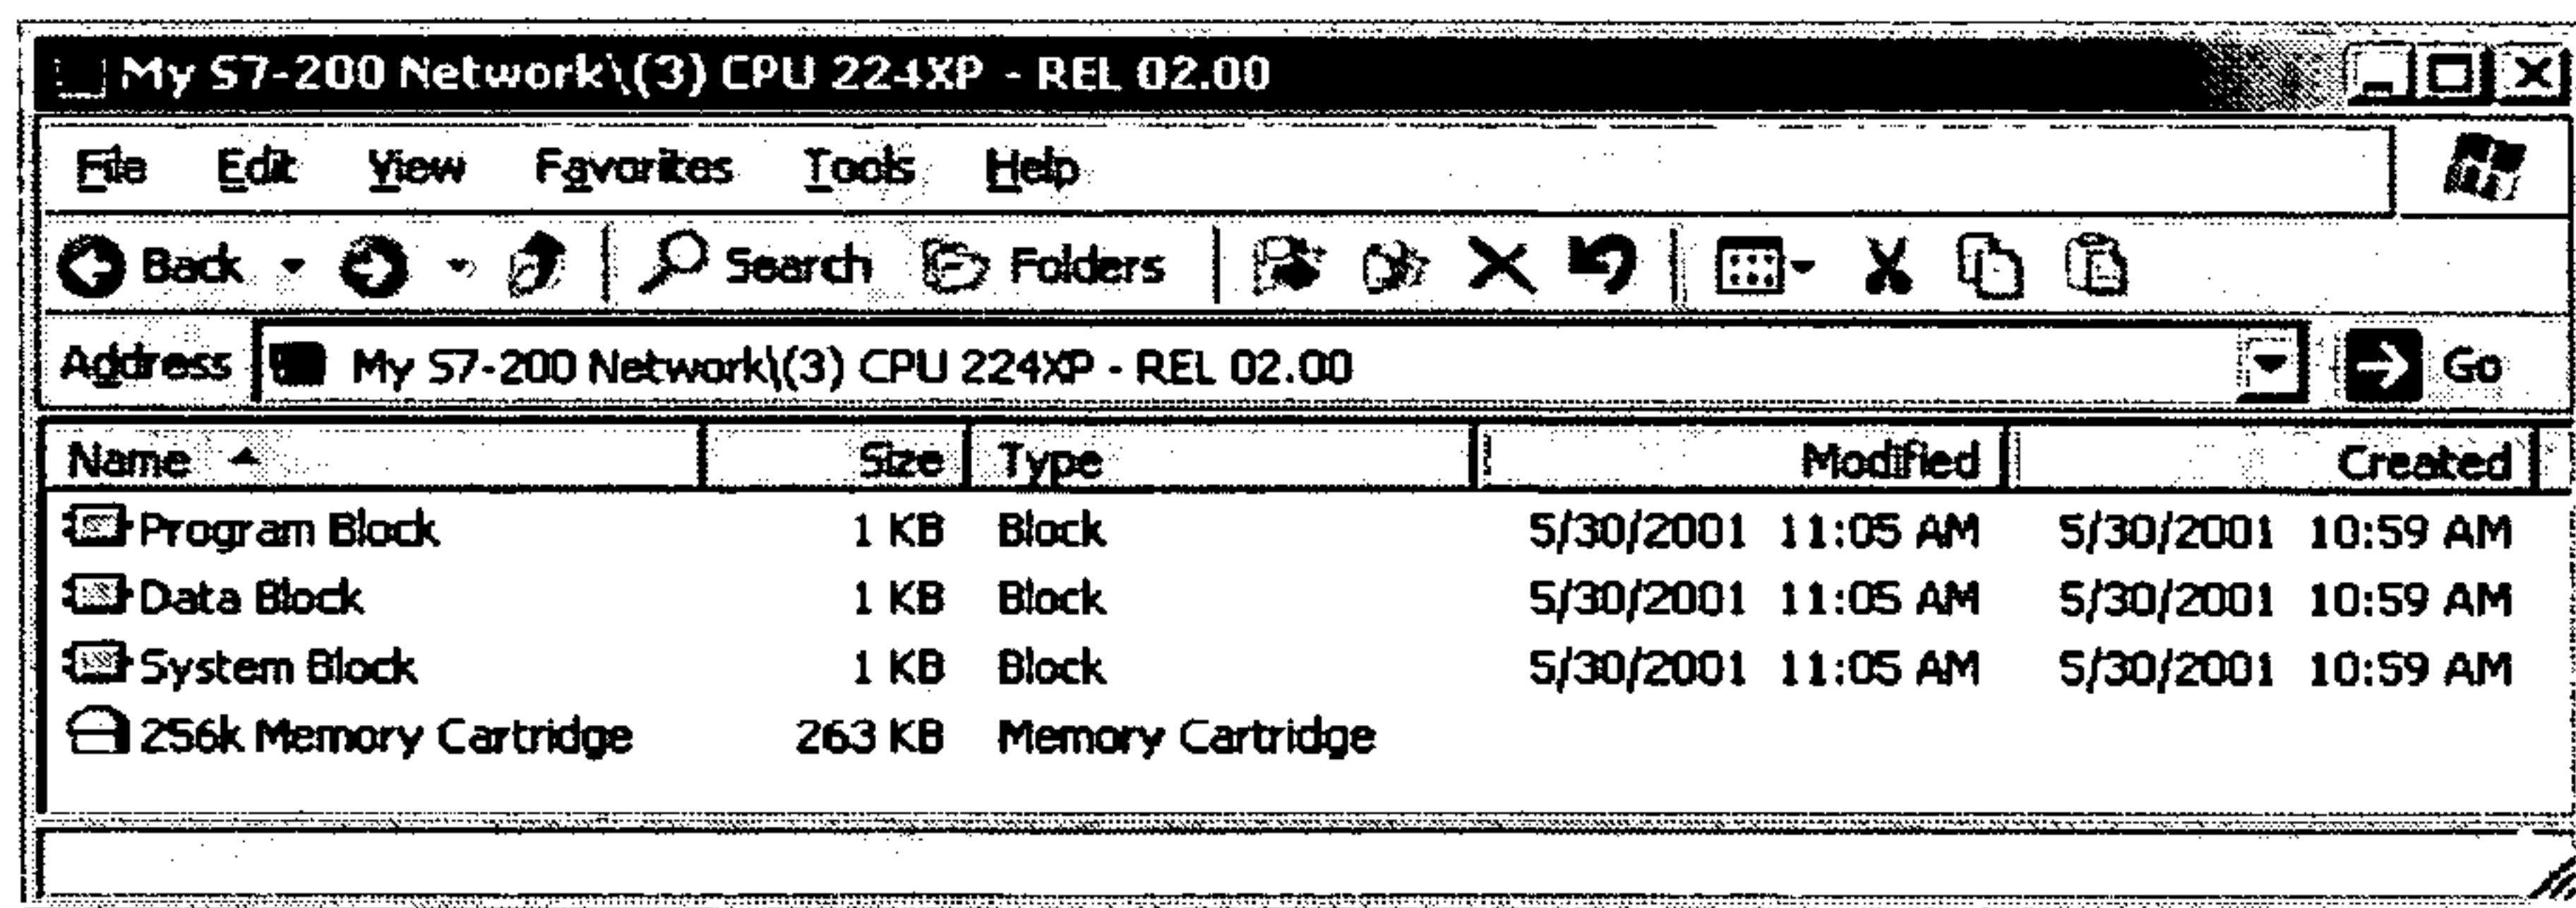 My S7-200 Network\(3) CPU 224XP - REL 02.00
File Edit View Favorites Tools Help
Back Search Folders
Address My S7-200 Network\(3) CPU 224XP - REL 02.00 Go
Name Size Type Modified Created
Program Block 1 KB Block 5/30/2001 11:05 AM 5/30/2001 10:59 AM
Data Block 1 KB Block 5/30/2001 11:05 AM 5/30/2001 10:59 AM
System Block 1 KB Block 5/30/2001 11:05 AM 5/30/2001 10:59 AM
256k Memory Cartridge 263 KB Memory Cartridge